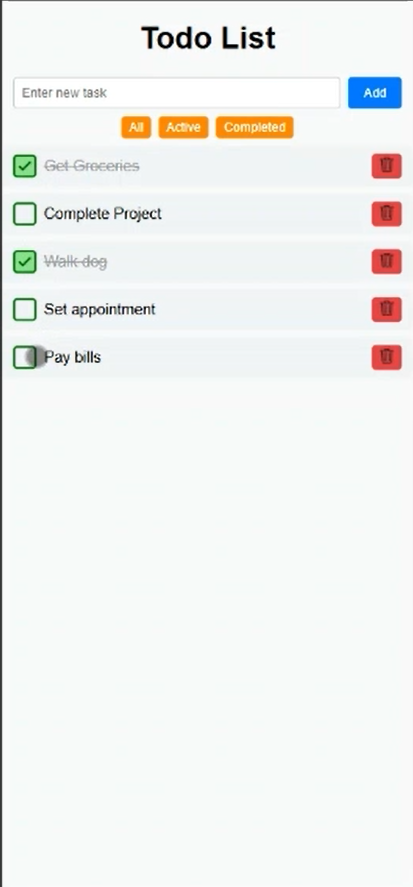 Todo List
Enter new task Add
All Active Completed
Get Groceries
Complete Project
Walk dog
Set appointment
Pay bills